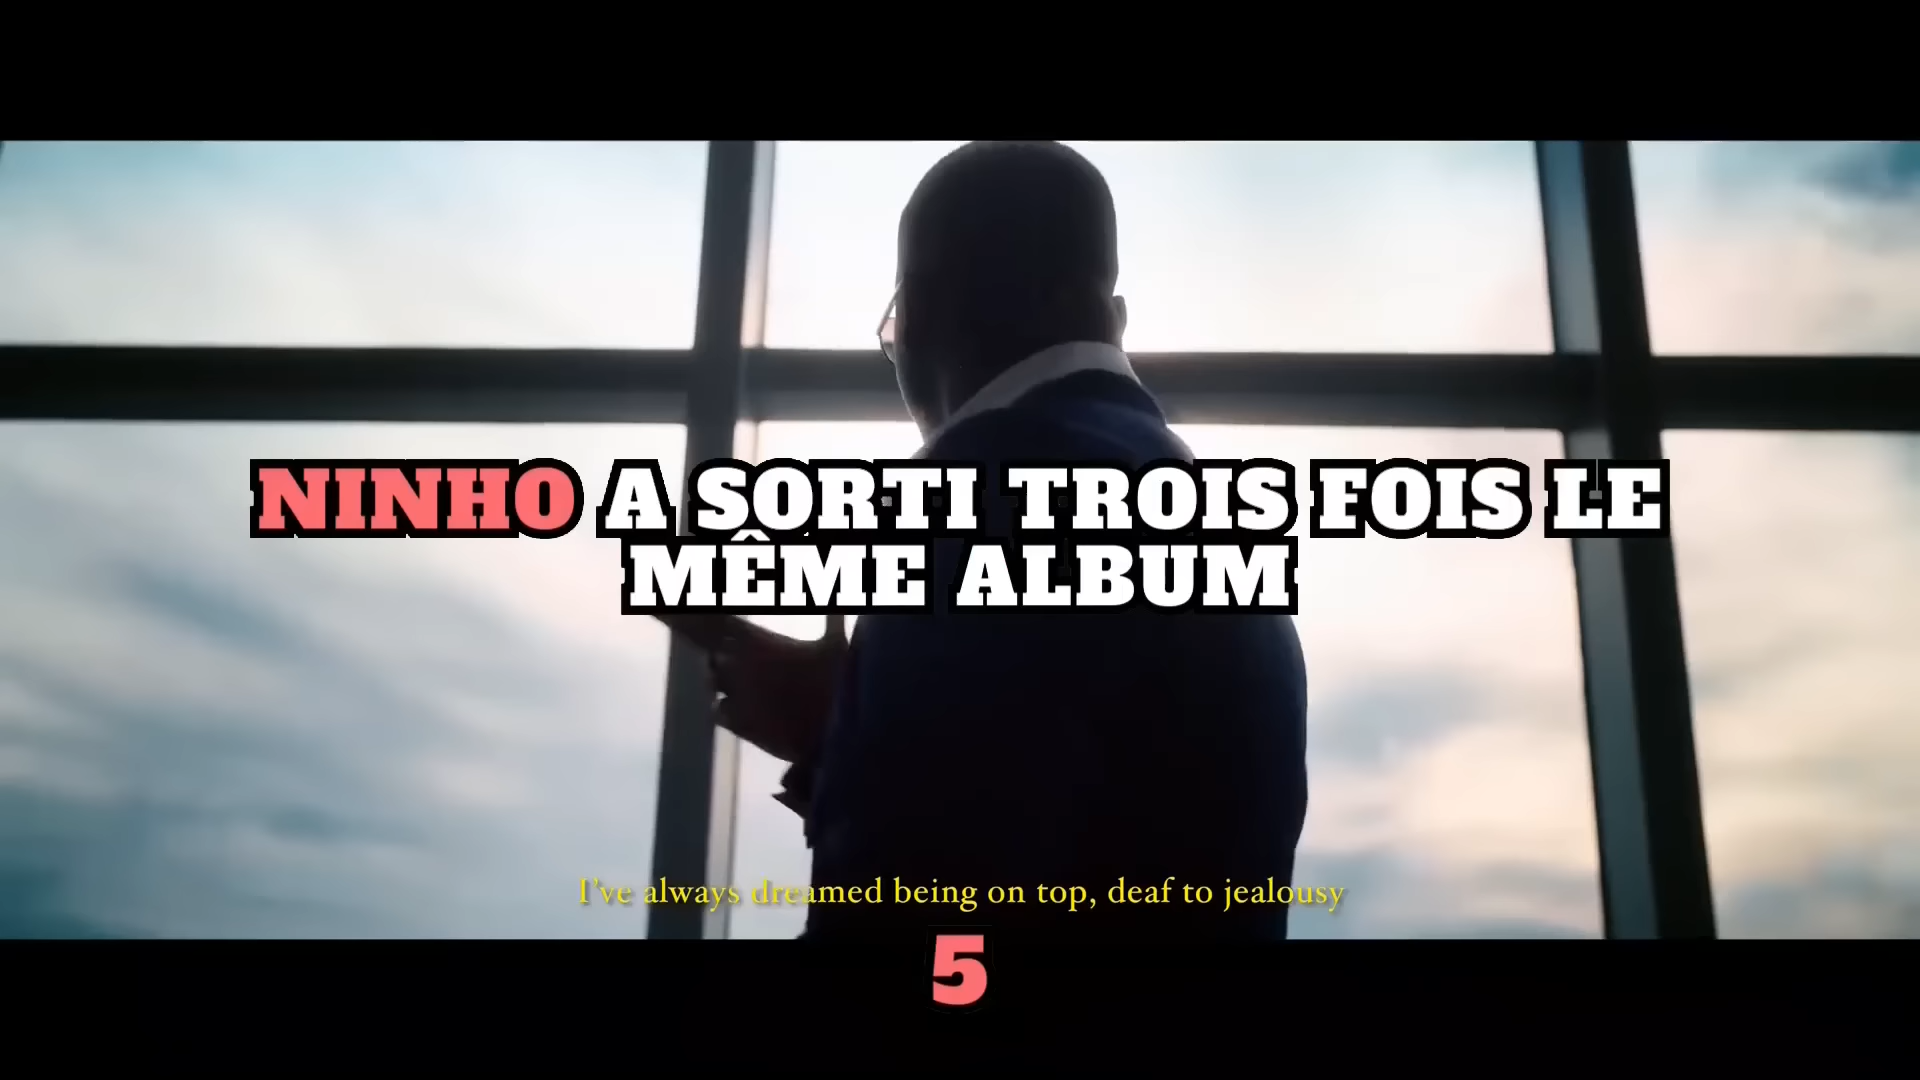 NINHO A SORTI TROIS FOIS LE
MÊME ALBUM
I've always dreamed being on top, deaf to jealousy
5